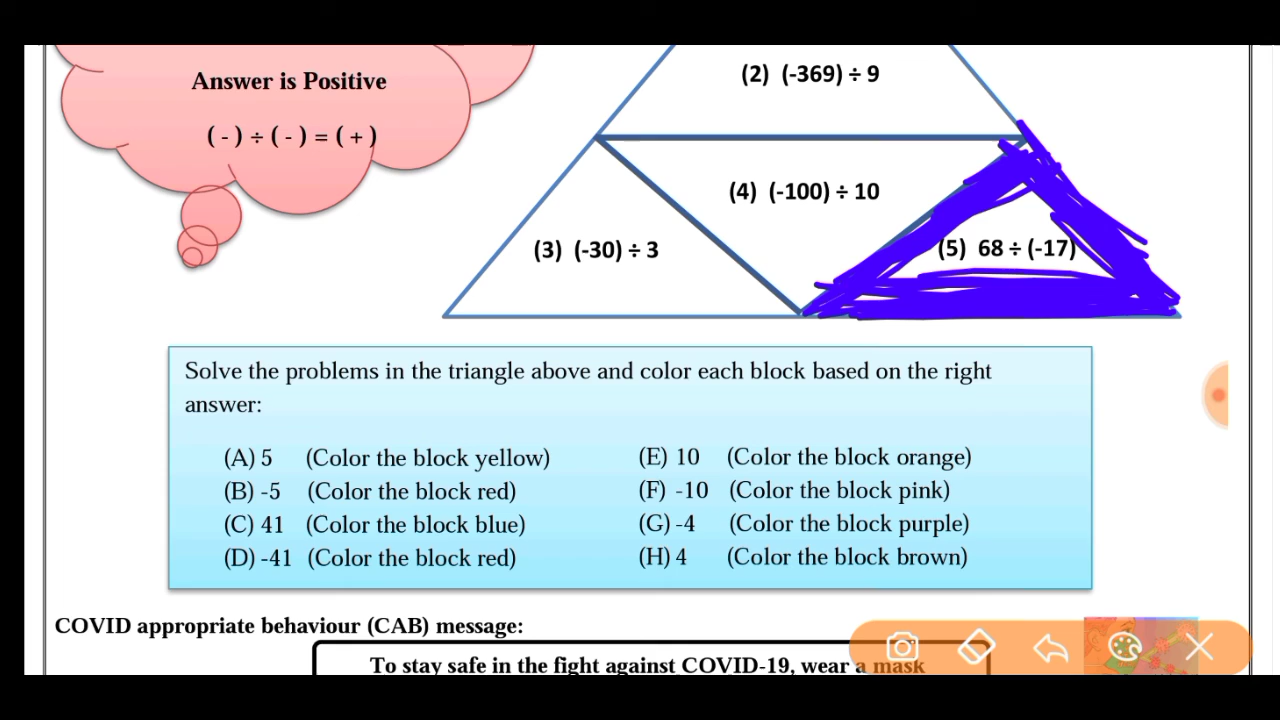 Answer is Positive
( - ) ÷ ( - ) = ( + )
(2) (-369) ÷ 9
(4) (-100) ÷ 10
(3) (-30) ÷ 3
(5) 68 ÷ (-17)
Solve the problems in the triangle above and color each block based on the right
answer:
(A) 5 (Color the block yellow)
(B) -5 (Color the block red)
(C) 41 (Color the block blue)
(D) -41 (Color the block red)
(E) 10 (Color the block orange)
(F) -10 (Color the block pink)
(G) -4 (Color the block purple)
(H) 4 (Color the block brown)
COVID appropriate behaviour (CAB) message:
To stay safe in the fight against COVID-19, wear a mask